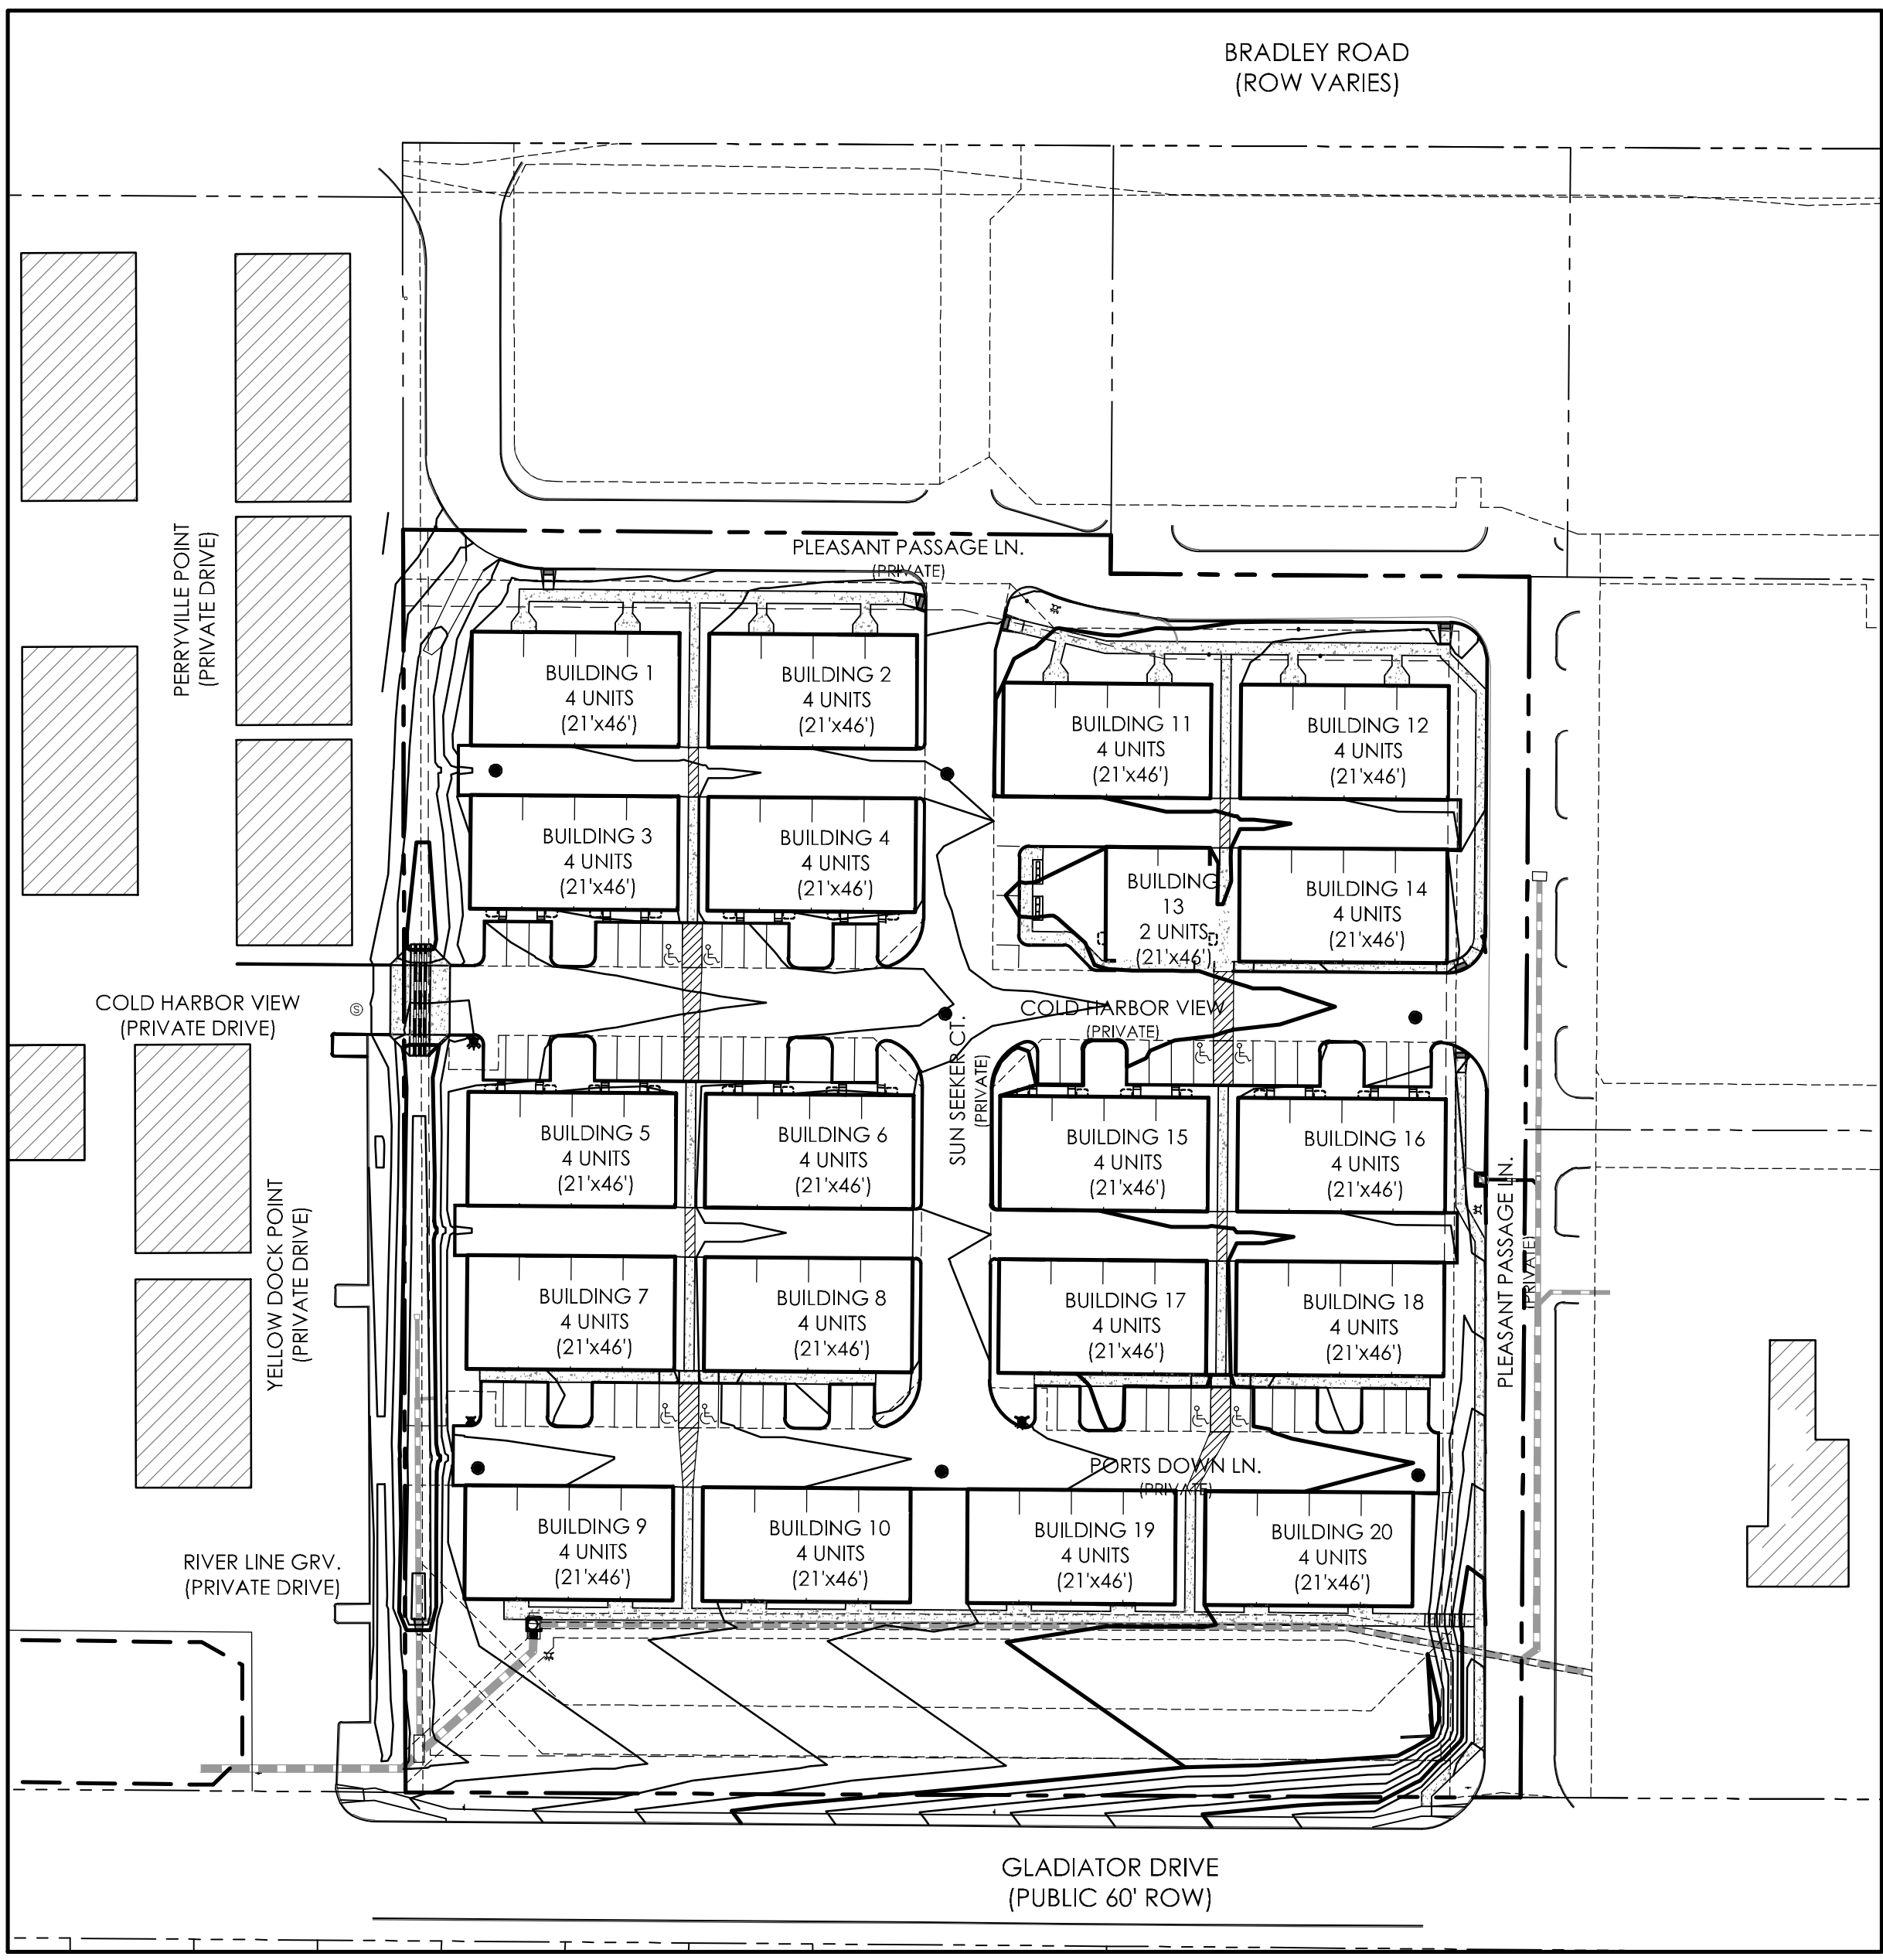 BRADLEY ROAD
(ROW VARIES)
PERRYVILLE POINT
(PRIVATE DRIVE)
PLEASANT PASSAGE LN.
(PRIVATE)
BUILDING 1
4 UNITS
(21'x46')
BUILDING 2
4 UNITS
(21'x46')
BUILDING 11
4 UNITS
(21'x46')
BUILDING 12
4 UNITS
(21'x46')
BUILDING 3
4 UNITS
(21'x46')
BUILDING 4
4 UNITS
(21'x46')
BUILDING
13
2 UNITS
(21'x46')
BUILDING 14
4 UNITS
(21'x46')
COLD HARBOR VIEW
(PRIVATE DRIVE)
S
COLD HARBOR VIEW
(PRIVATE)
SUN SEEKER CT.
(PRIVATE)
BUILDING 5
4 UNITS
(21'x46')
BUILDING 6
4 UNITS
(21'x46')
BUILDING 15
4 UNITS
(21'x46')
BUILDING 16
4 UNITS
(21'x46')
YELLOW DOCK POINT
(PRIVATE DRIVE)
PLEASANT PASSAGE LN.
(PRIVATE)
BUILDING 7
4 UNITS
(21'x46')
BUILDING 8
4 UNITS
(21'x46')
BUILDING 17
4 UNITS
(21'x46')
BUILDING 18
4 UNITS
(21'x46')
PORTS DOWN LN.
(PRIVATE)
BUILDING 9
4 UNITS
(21'x46')
BUILDING 10
4 UNITS
(21'x46')
BUILDING 19
4 UNITS
(21'x46')
BUILDING 20
4 UNITS
(21'x46')
RIVER LINE GRV.
(PRIVATE DRIVE)
GLADIATOR DRIVE
(PUBLIC 60' ROW)